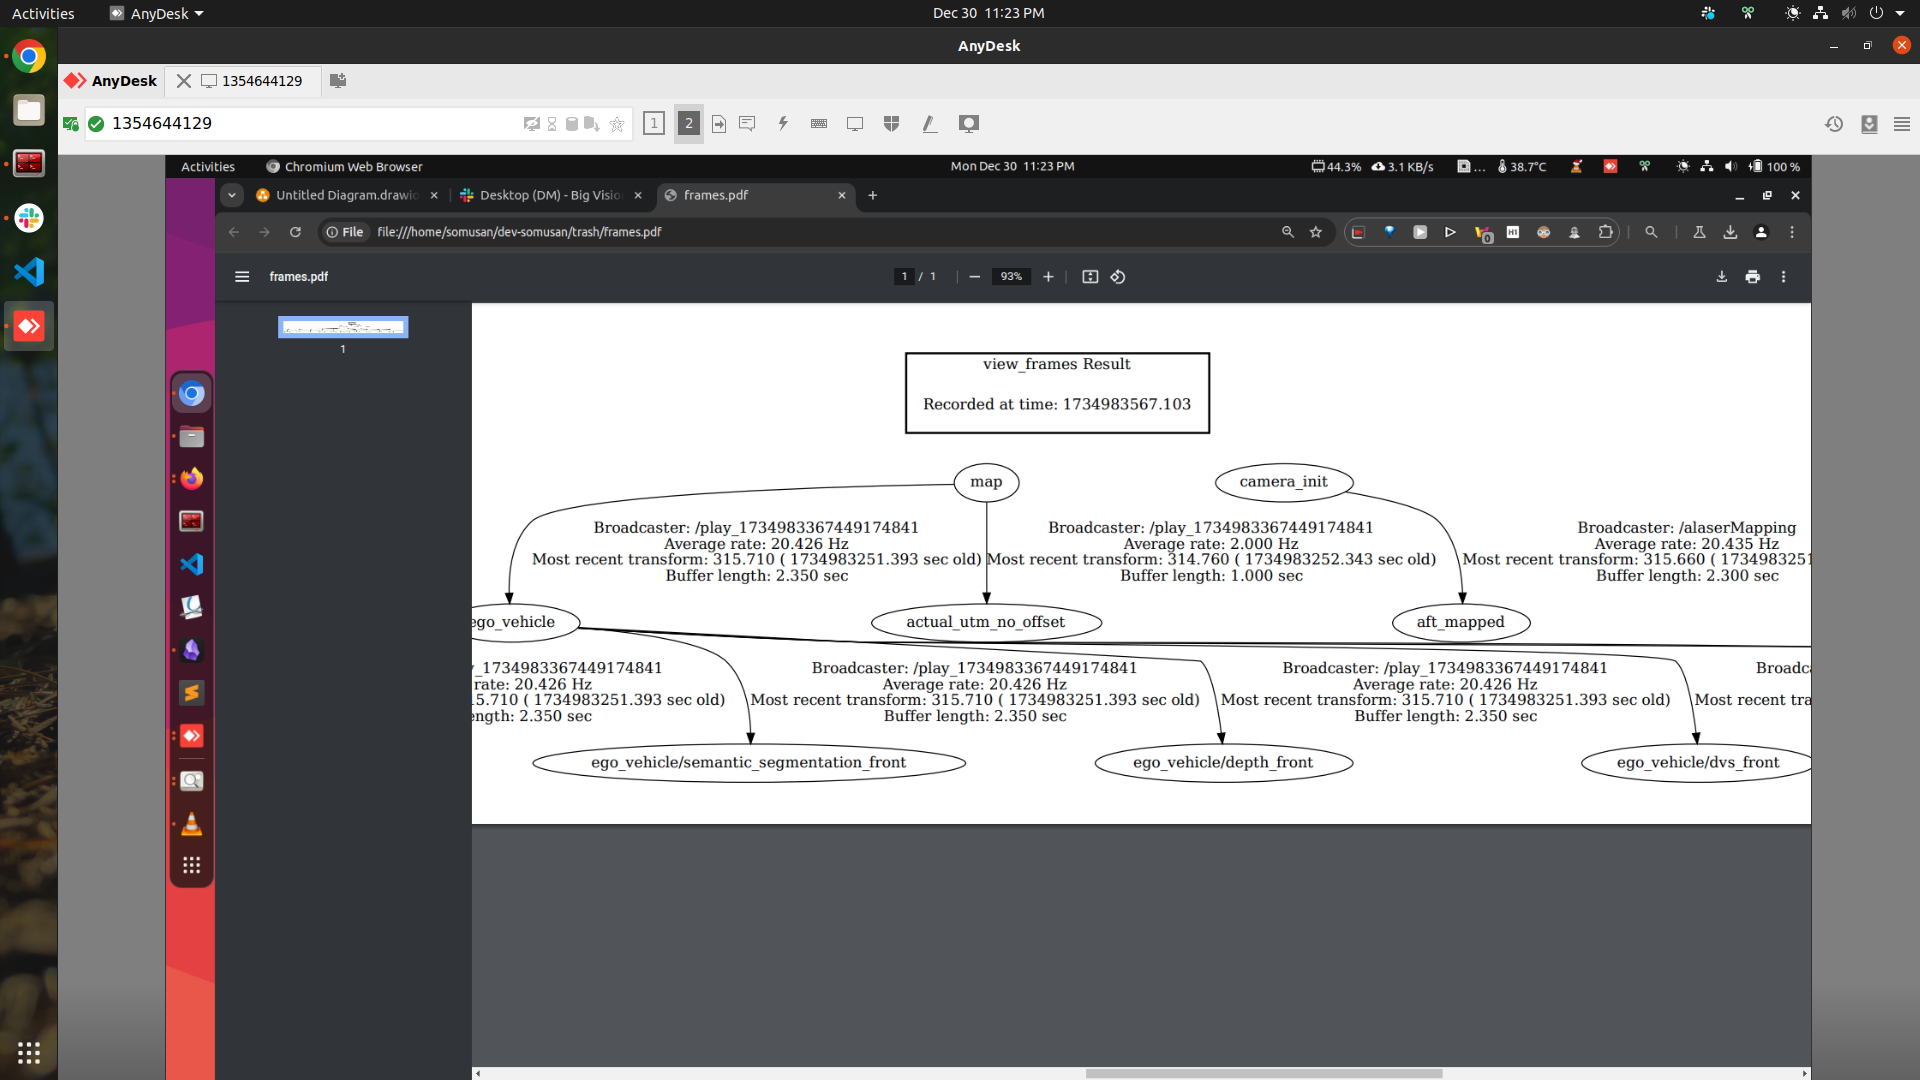 Activities
AnyDesk
Dec 30 11:23 PM
AnyDesk
AnyDesk
1354644129
1354644129
1
2
Activities
Chromium Web Browser
Mon Dec 30 11:23 PM
44.3%
3.1 KB/s
...
38.7°C
100 %
Untitled Diagram.drawio
Desktop (DM) - Big Visio
frames.pdf
File
file:///home/somusan/dev-somusan/trash/frames.pdf
0
H1
frames.pdf
1 / 1
93%
1
view_frames Result
Recorded at time: 1734983567.103
map
camera_init
Broadcaster: /play_1734983367449174841
Average rate: 20.426 Hz
Most recent transform: 315.710 ( 1734983251.393 sec old)
Buffer length: 2.350 sec
Broadcaster: /play_1734983367449174841
Average rate: 2.000 Hz
Most recent transform: 314.760 ( 1734983252.343 sec old)
Buffer length: 1.000 sec
Broadcaster: /alaserMapping
Average rate: 20.435 Hz
Most recent transform: 315.660 ( 173498325
Buffer length: 2.300 sec
ego_vehicle
actual_utm_no_offset
aft_mapped
_1734983367449174841
rate: 20.426 Hz
5.710 ( 1734983251.393 sec old)
ength: 2.350 sec
Broadcaster: /play_1734983367449174841
Average rate: 20.426 Hz
Most recent transform: 315.710 ( 1734983251.393 sec old)
Buffer length: 2.350 sec
Broadcaster: /play_1734983367449174841
Average rate: 20.426 Hz
Most recent transform: 315.710 ( 1734983251.393 sec old)
Buffer length: 2.350 sec
Broadc
Most recent tra
ego_vehicle/semantic_segmentation_front
ego_vehicle/depth_front
ego_vehicle/dvs_front